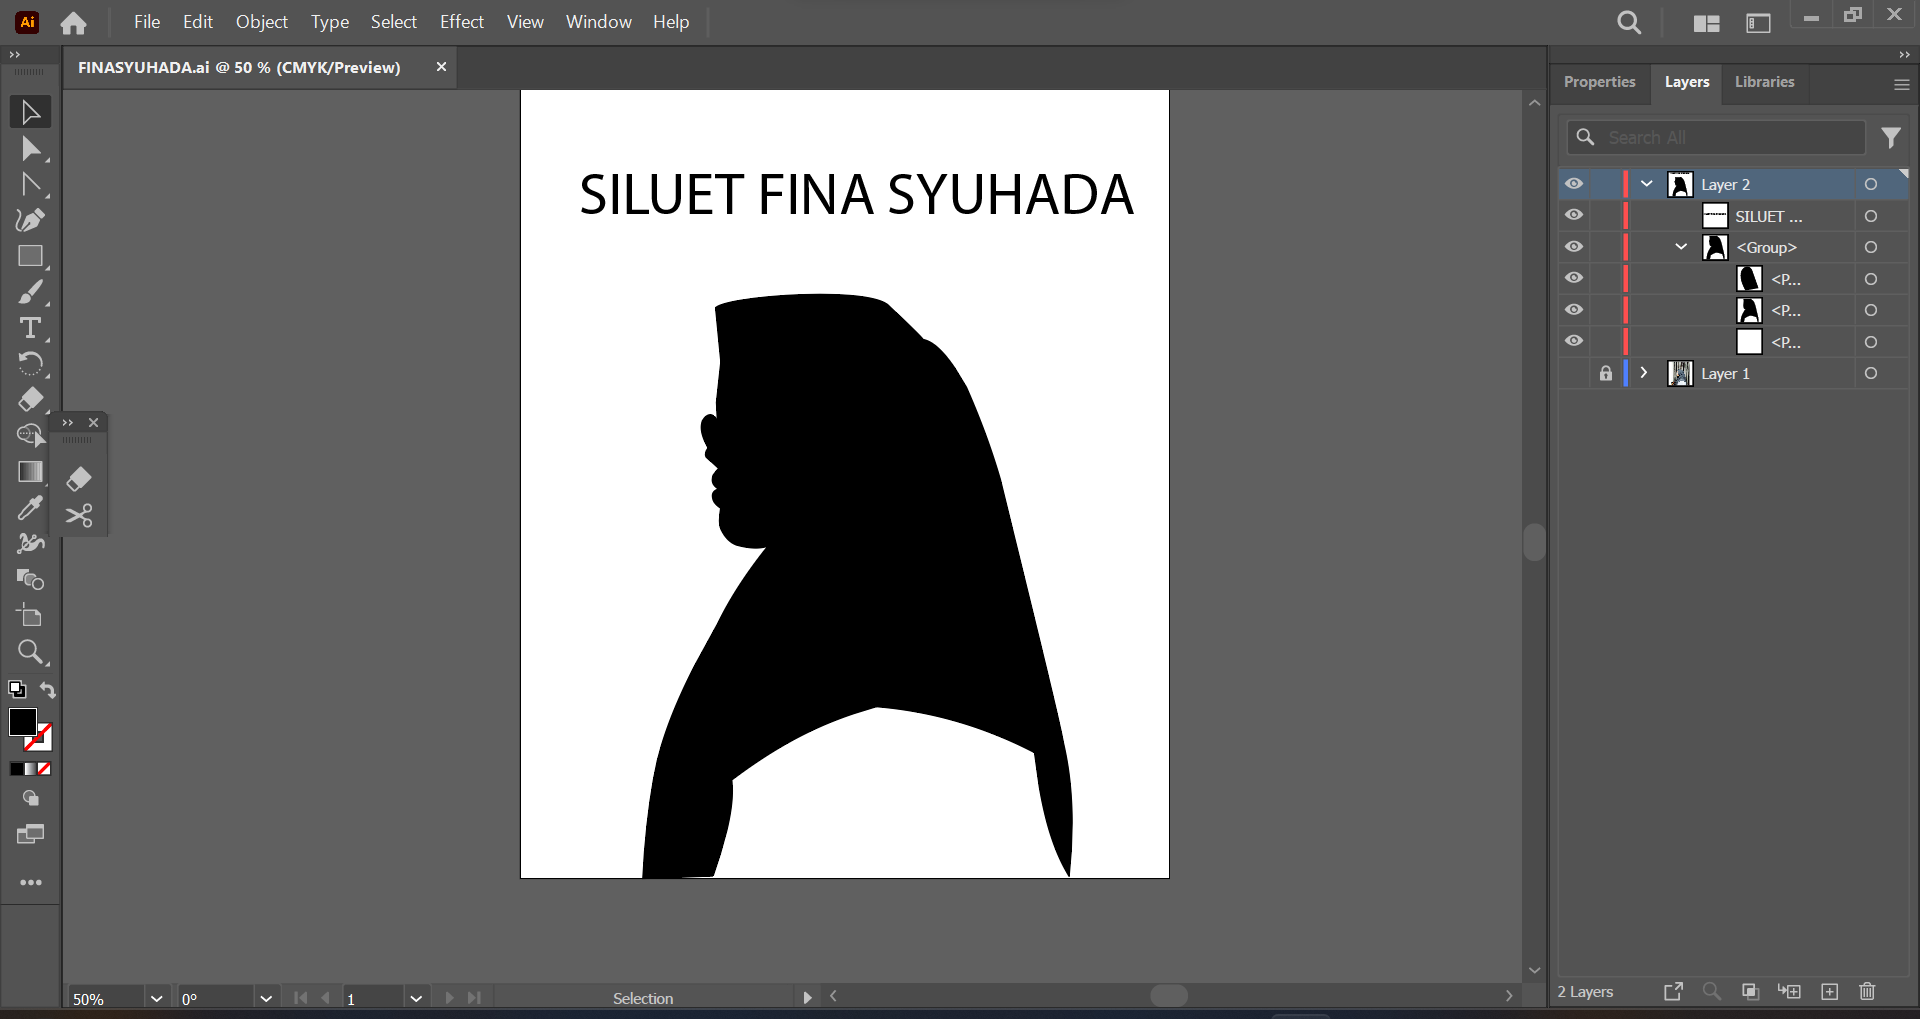 Ai File Edit Object Type Select Effect View Window Help
FINASYUHADA.ai @ 50 % (CMYK/Preview)
Properties Layers Libraries
Search All
SILUET FINA SYUHADA
Layer 2
SILUET ...
<Group>
<P...
<P...
<P...
Layer 1
50% 0° 1 Selection
2 Layers